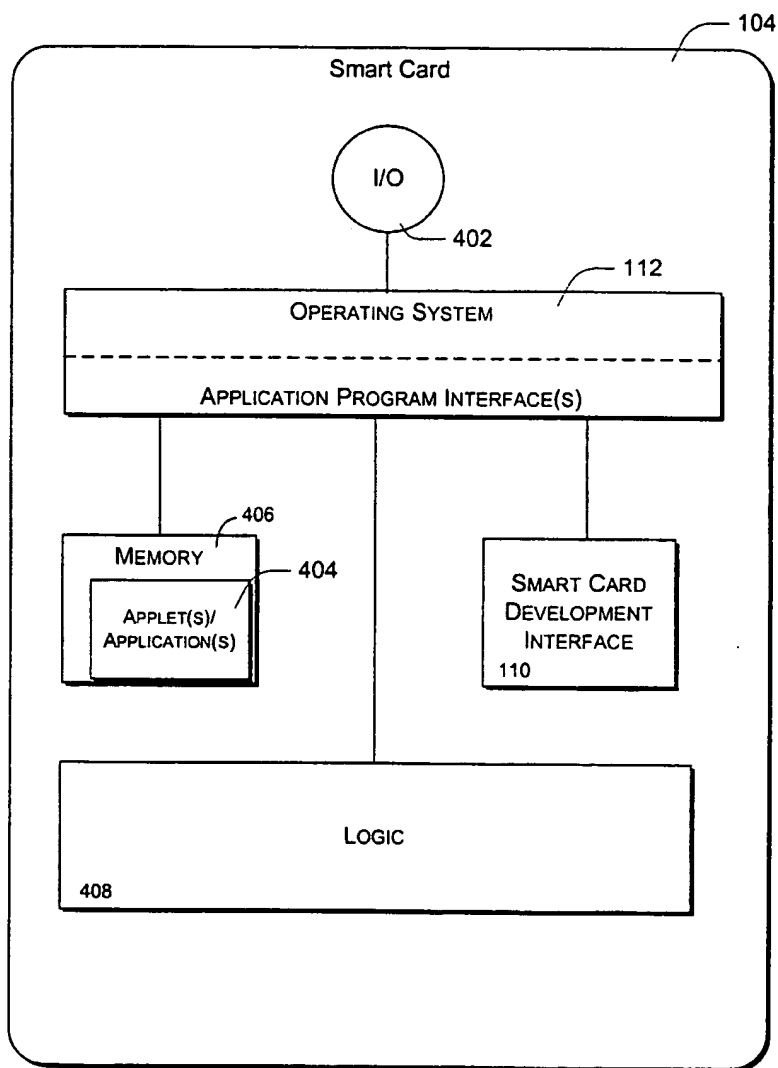 104
Smart Card
I/O
402
112
OPERATING SYSTEM
APPLICATION PROGRAM INTERFACE(S)
406
MEMORY
404
APPLET(S)/
APPLICATION(S)
SMART CARD
DEVELOPMENT
INTERFACE
110
LOGIC
408